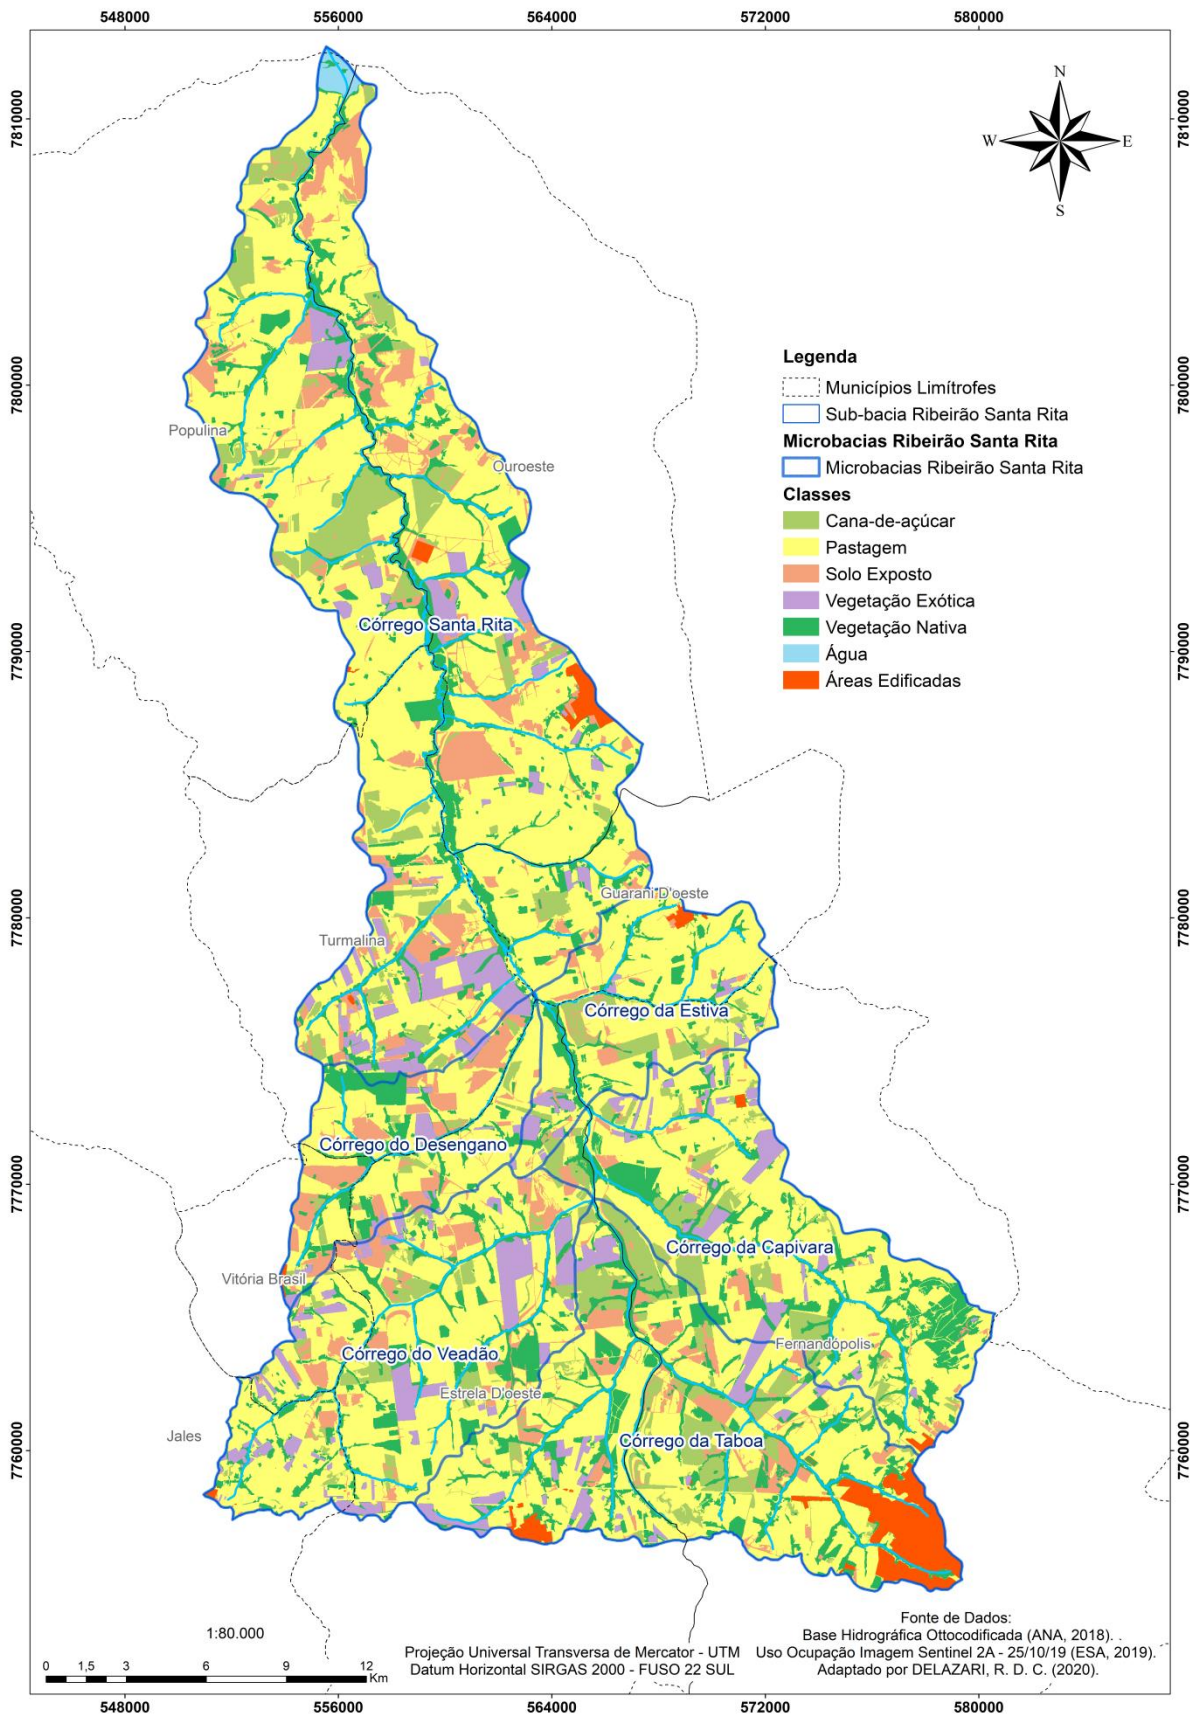 548000 556000 564000 572000 580000
7810000 7810000
N
W E
S
Legenda
Municípios Limítrofes
Sub-bacia Ribeirão Santa Rita
Microbacias Ribeirão Santa Rita
Microbacias Ribeirão Santa Rita
Classes
Cana-de-açúcar
Pastagem
Solo Exposto
Vegetação Exótica
Vegetação Nativa
Água
Áreas Edificadas
7800000 7800000
Populina
Ouroeste
Córrego Santa Rita
7790000 7790000
Guarani D'oeste
7780000 7780000
Turmalina
Córrego da Estiva
Córrego do Desengano
7770000 7770000
Córrego da Capivara
Vitória Brasil
Fernandópolis
Córrego do Veadão
Estrela D'oeste
Jales
Córrego da Taboa
7760000 7760000
1:80.000
0 1,5 3 6 9 12
Km
Projeção Universal Transversa de Mercator - UTM
Datum Horizontal SIRGAS 2000 - FUSO 22 SUL
Fonte de Dados:
Base Hidrográfica Ottocodificada (ANA, 2018). .
Uso Ocupação Imagem Sentinel 2A - 25/10/19 (ESA, 2019).
Adaptado por DELAZARI, R. D. C. (2020).
548000 556000 564000 572000 580000